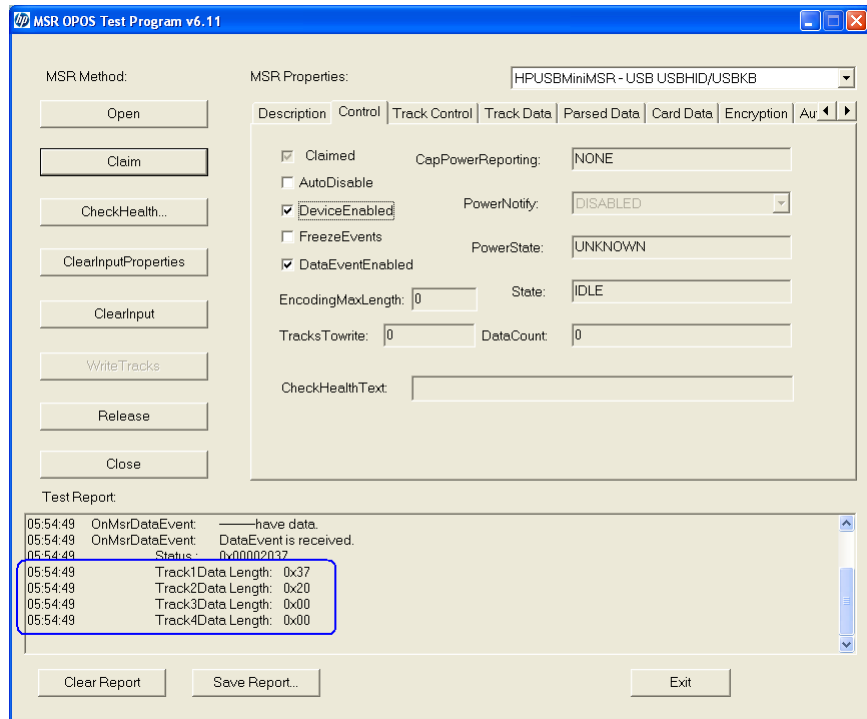 MSR OPOS Test Program v6.11
MSR Method:
MSR Properties:
HPUSBMiniMSR - USB USBHID/USBKB
Open
Claim
CheckHealth...
ClearInputProperties
ClearInput
WriteTracks
Release
Close
Description Control Track Control Track Data Parsed Data Card Data Encryption Au
Claimed
AutoDisable
DeviceEnabled
FreezeEvents
DataEventEnabled
CapPowerReporting: NONE
PowerNotify: DISABLED
PowerState: UNKNOWN
EncodingMaxLength: 0
State: IDLE
TracksTowrite: 0
DataCount: 0
CheckHealthText:
Test Report:
05:54:49 OnMsrDataEvent: ———have data.
05:54:49 OnMsrDataEvent: DataEvent is received.
05:54:49 Status : 0x00002037
05:54:49 Track1Data Length: 0x37
05:54:49 Track2Data Length: 0x20
05:54:49 Track3Data Length: 0x00
05:54:49 Track4Data Length: 0x00
Clear Report
Save Report...
Exit